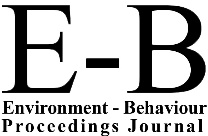 E-B
Environment - Behaviour
Proceedings Journal